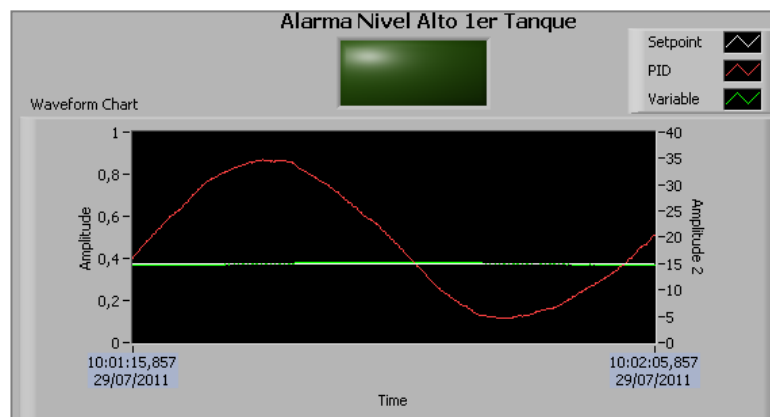 Alarma Nivel Alto 1er Tanque
Setpoint
PID
Variable
Waveform Chart
Amplitude
1
0,8
0,6
0,4
0,2
0
Amplitude 2
40
35
30
25
20
15
10
5
0
10:01:15,857
29/07/2011
10:02:05,857
29/07/2011
Time